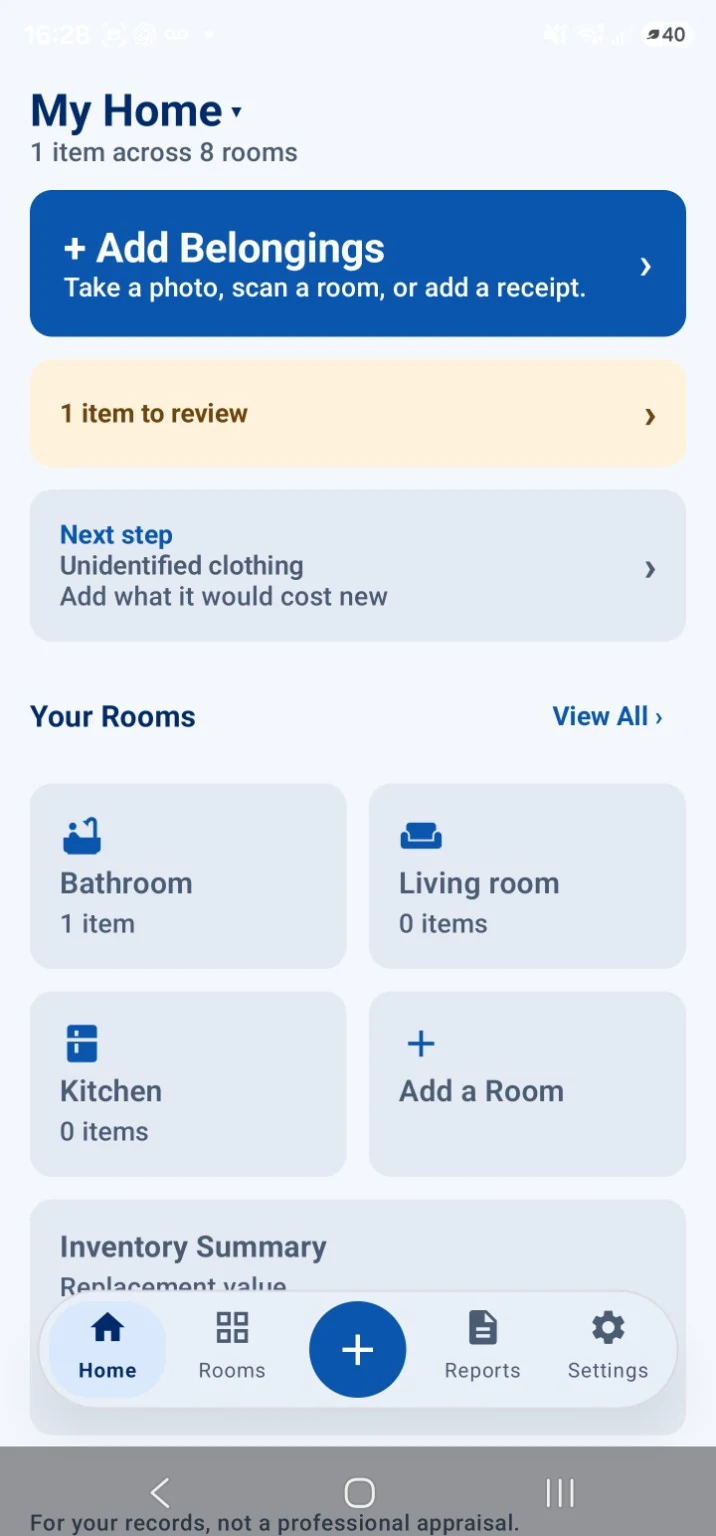 16:28
40
My Home ▾
1 item across 8 rooms
+ Add Belongings
Take a photo, scan a room, or add a receipt.
1 item to review
Next step
Unidentified clothing
Add what it would cost new
Your Rooms
View All ›
Bathroom
1 item
Living room
0 items
Kitchen
0 items
Add a Room
Inventory Summary
Replacement value
Home
Rooms
Reports
Settings
For your records, not a professional appraisal.